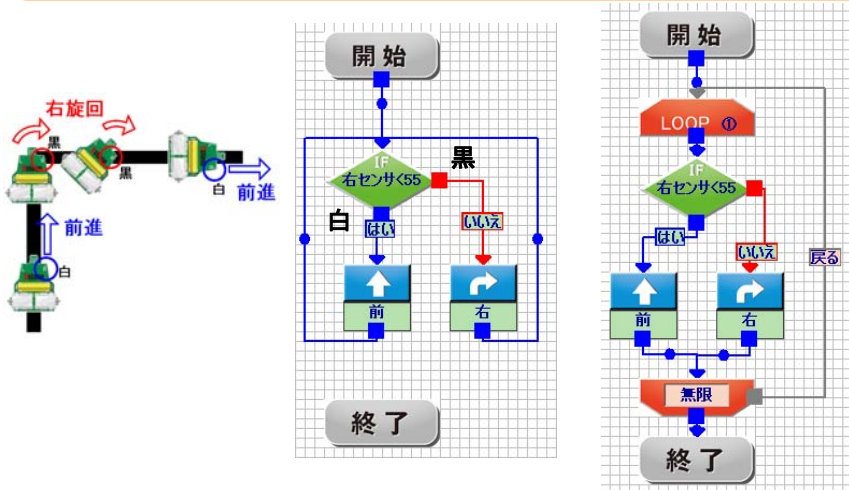 右旋回
黒
黒
白
前進
前進
白
開始
IF
右センサ<55
黒
白
はい
いいえ
前
右
終了
開始
LOOP ①
IF
右センサ<55
はい
いいえ
戻る
前
右
無限
終了